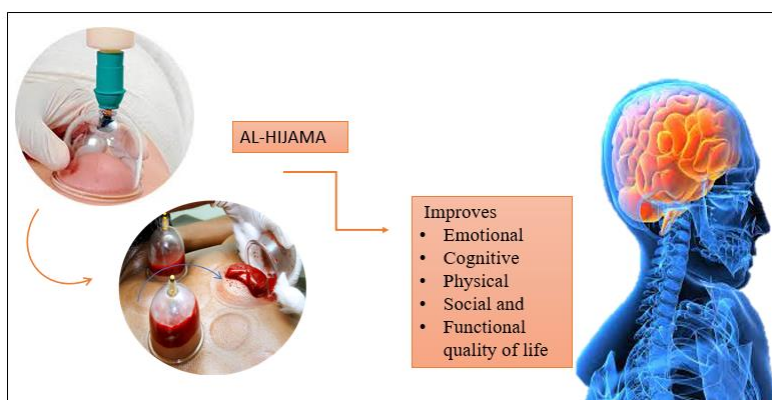 AL-HIJAMA
Improves
• Emotional
• Cognitive
• Physical
• Social and
• Functional
quality of life